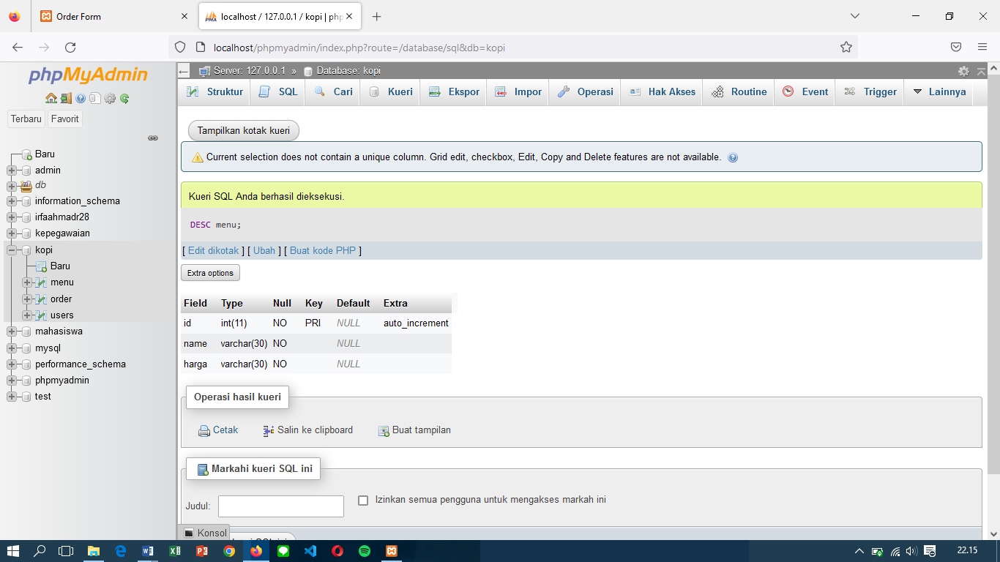 Order Form
localhost / 127.0.0.1 / kopi | php
localhost/phpmyadmin/index.php?route=/database/sql&db=kopi
phpMyAdmin
Terbaru Favorit
Baru
admin
db
information_schema
irfaahmadr28
kepegawaian
kopi
Baru
menu
order
users
mahasiswa
mysql
performance_schema
phpmyadmin
test
Server: 127.0.0.1 » Database: kopi
Struktur SQL Cari Kueri Ekspor Impor Operasi Hak Akses Routine Event Trigger Lainnya
Tampilkan kotak kueri
Current selection does not contain a unique column. Grid edit, checkbox, Edit, Copy and Delete features are not available.
Kueri SQL Anda berhasil dieksekusi.
DESC menu;
[ Edit dikotak ] [ Ubah ] [ Buat kode PHP ]
Extra options
Field Type Null Key Default Extra
id int(11) NO PRI NULL auto_increment
name varchar(30) NO NULL
harga varchar(30) NO NULL
Operasi hasil kueri
Cetak Salin ke clipboard Buat tampilan
Markahi kueri SQL ini
Judul: Izinkan semua pengguna untuk mengakses markah ini
Konsol
22.15